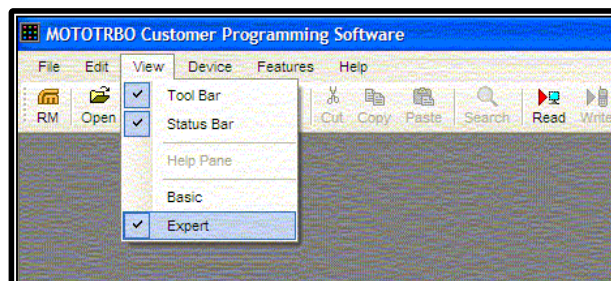 MOTOTRBO Customer Programming Software
File Edit View Device Features Help
RM Open Cut Copy Paste Search Read Write
Tool Bar
Status Bar
Help Pane
Basic
Expert